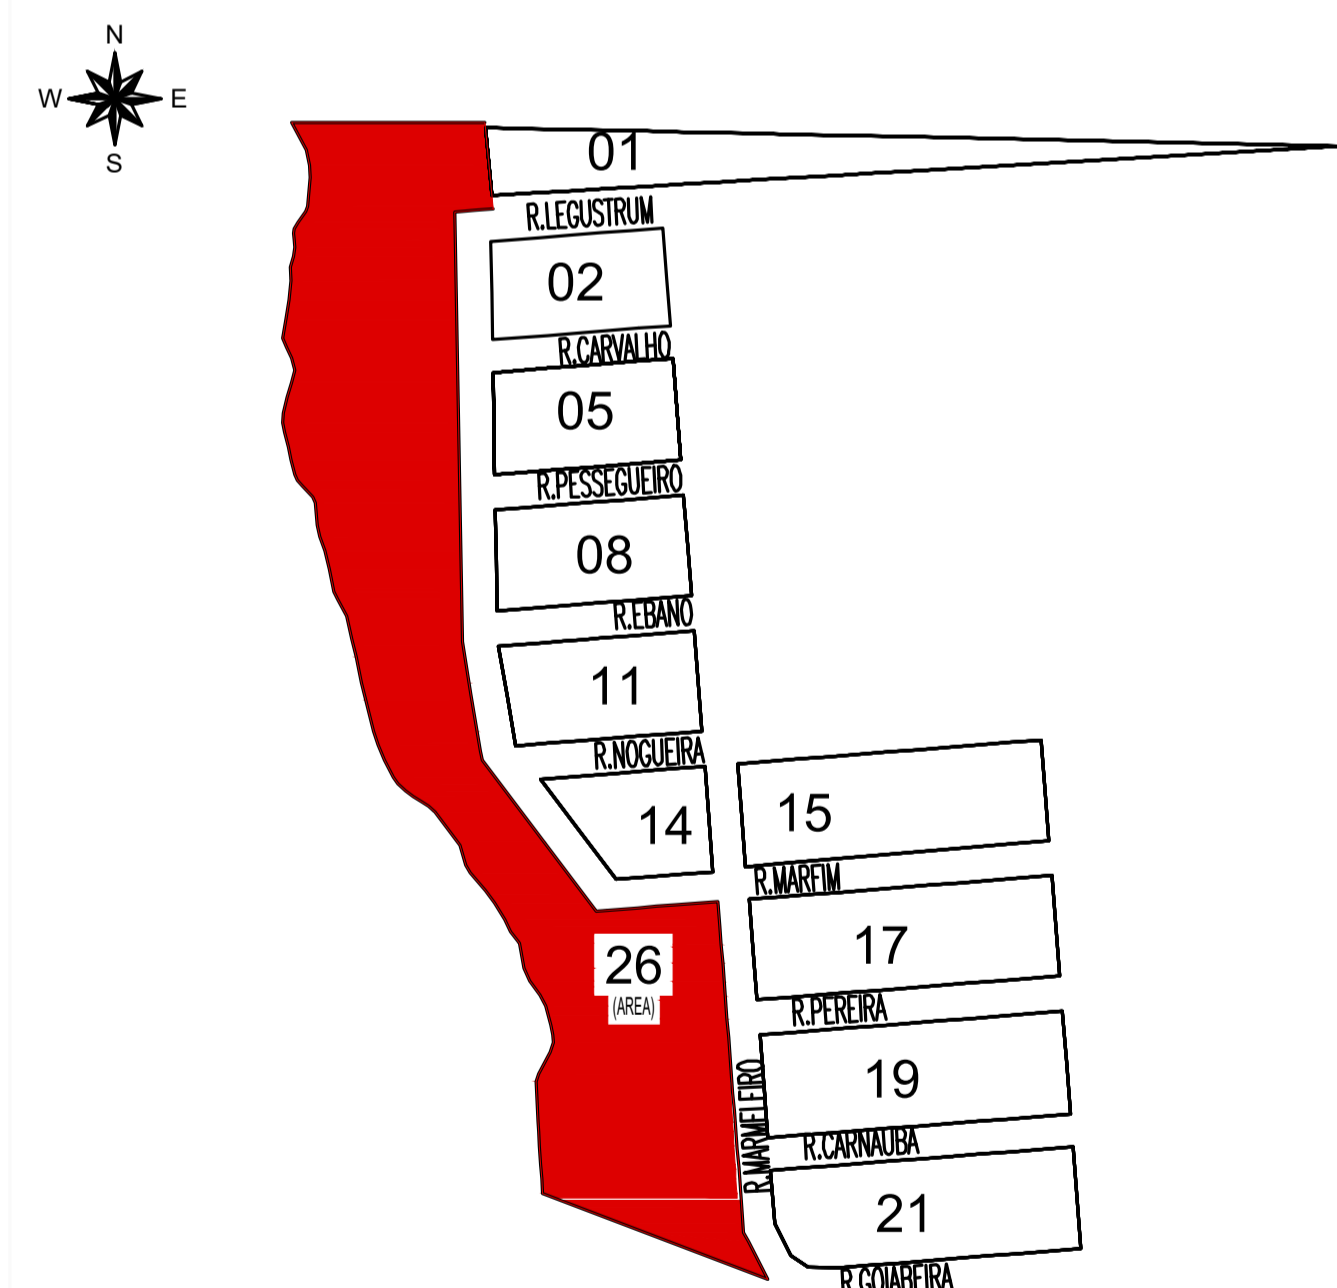 N
W E
S
01
R.LEGUSTRUM
02
R.CARVALHO
05
R.PESSEGUEIRO
08
R.EBANO
11
R.NOGUEIRA
14
15
R.MARFIM
17
26
(AREA)
R.PEREIRA
19
R.MARMELEIRO
R.CARNAUBA
21
R.GOIABEIRA